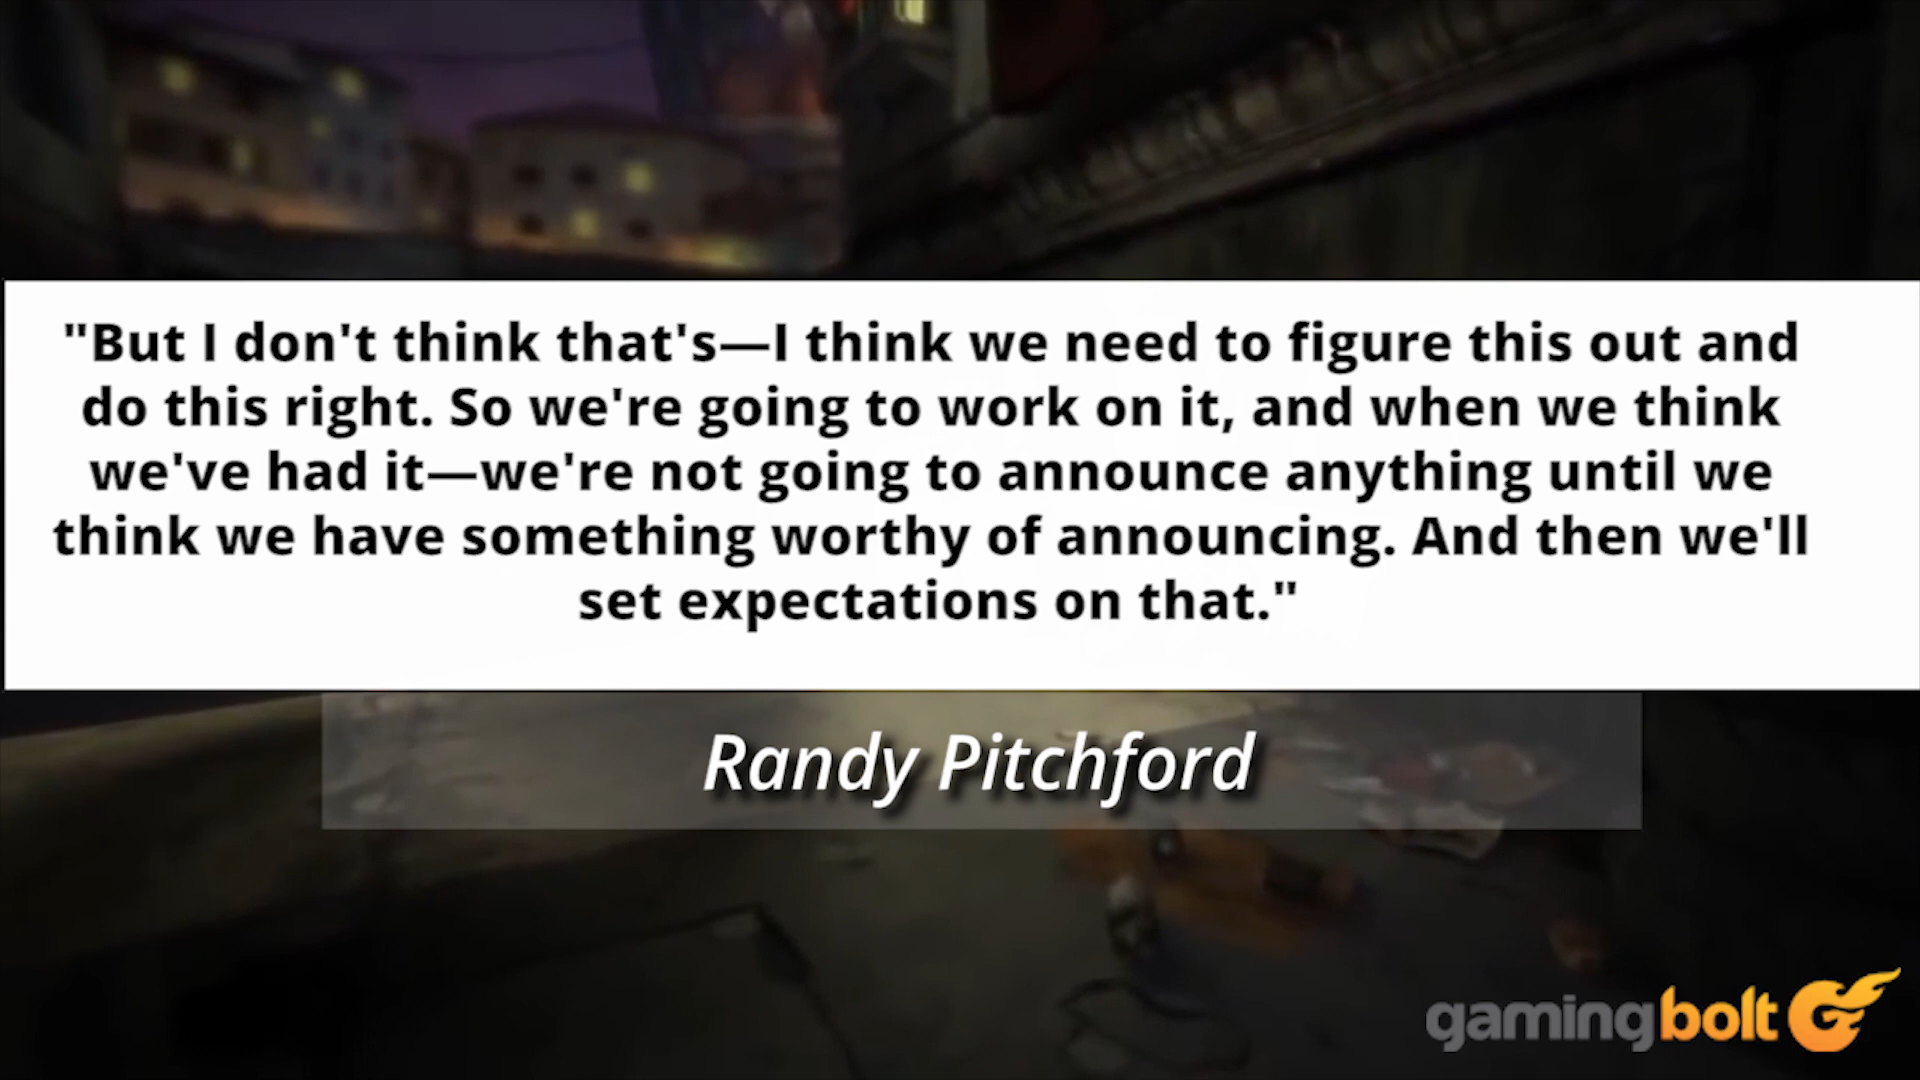 "But I don't think that's—I think we need to figure this out and
do this right. So we're going to work on it, and when we think
we've had it—we're not going to announce anything until we
think we have something worthy of announcing. And then we'll
set expectations on that."
Randy Pitchford
gamingbolt